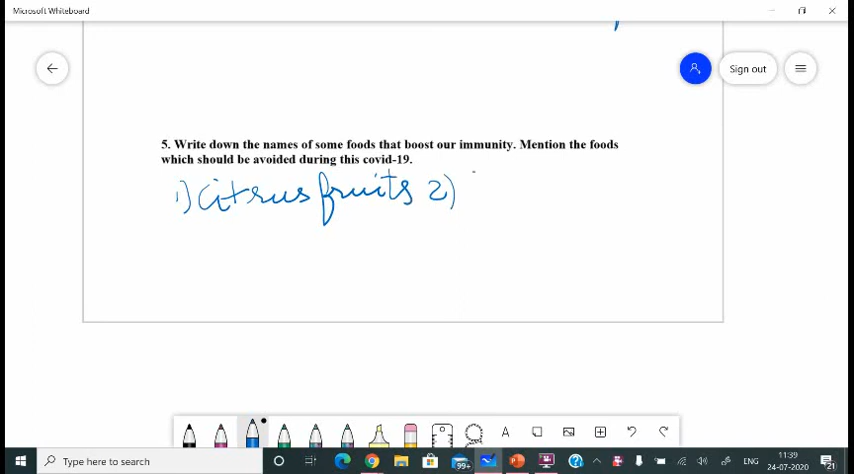 Microsoft Whiteboard
Sign out
5. Write down the names of some foods that boost our immunity. Mention the foods
which should be avoided during this covid-19.
1) Citrus fruits 2)
A
Type here to search
99+
ENG
11:39
24-07-2020
21